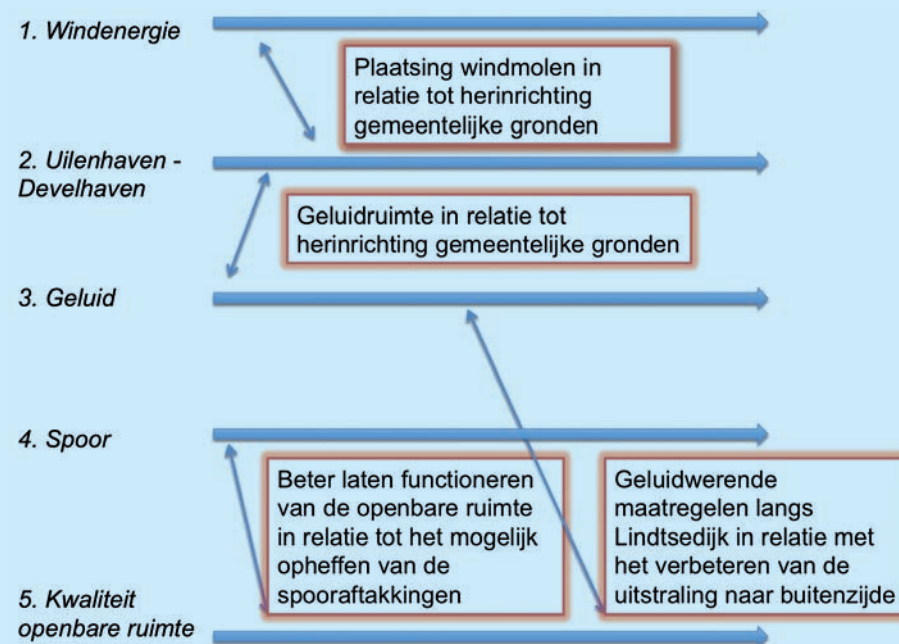 1. Windenergie
Plaatsing windmolen in
relatie tot herinrichting
gemeentelijke gronden
2. Uilenhaven -
Develhaven
Geluidruimte in relatie tot
herinrichting gemeentelijke gronden
3. Geluid
4. Spoor
Beter laten functioneren
van de openbare ruimte
in relatie tot het mogelijk
opheffen van de
spooraftakkingen
Geluidwerende
maatregelen langs
Lindtsedijk in relatie met
het verbeteren van de
uitstraling naar buitenzijde
5. Kwaliteit
openbare ruimte